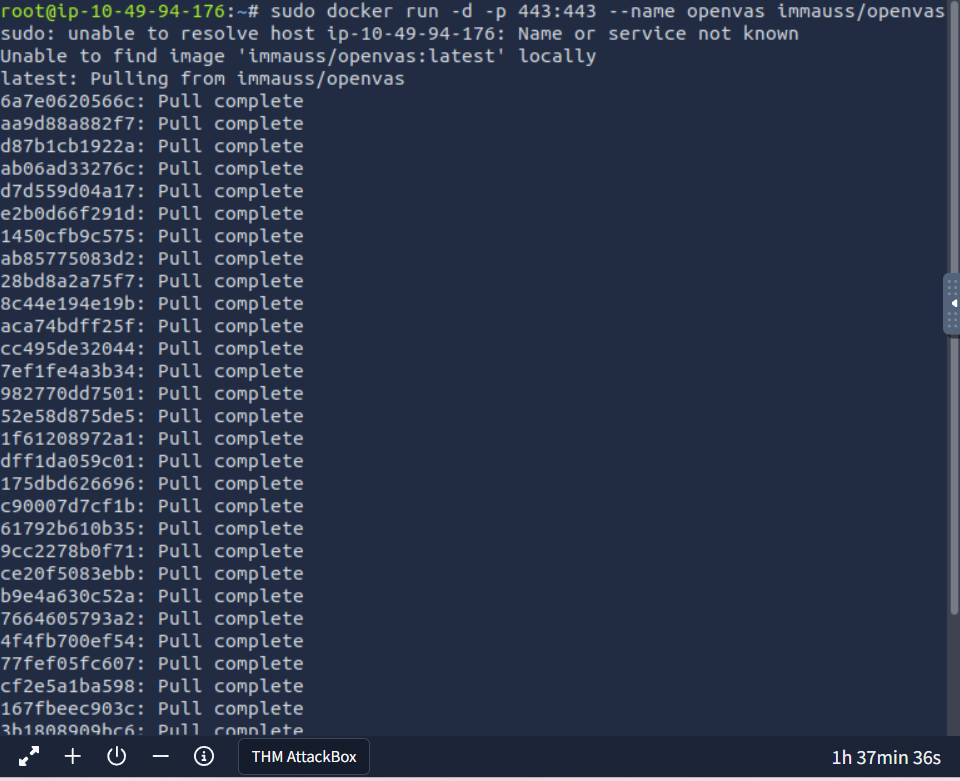 root@ip-10-49-94-176:~# sudo docker run -d -p 443:443 --name openvas immauss/openvas
sudo: unable to resolve host ip-10-49-94-176: Name or service not known
Unable to find image 'immauss/openvas:latest' locally
latest: Pulling from immauss/openvas
6a7e0620566c: Pull complete
aa9d88a882f7: Pull complete
d87b1cb1922a: Pull complete
ab06ad33276c: Pull complete
d7d559d04a17: Pull complete
e2b0d66f291d: Pull complete
1450cfb9c575: Pull complete
ab85775083d2: Pull complete
28bd8a2a75f7: Pull complete
8c44e194e19b: Pull complete
aca74bdff25f: Pull complete
cc495de32044: Pull complete
7ef1fe4a3b34: Pull complete
982770dd7501: Pull complete
52e58d875de5: Pull complete
1f61208972a1: Pull complete
dff1da059c01: Pull complete
175dbd626696: Pull complete
c90007d7cf1b: Pull complete
61792b610b35: Pull complete
9cc2278b0f71: Pull complete
ce20f5083ebb: Pull complete
b9e4a630c52a: Pull complete
7664605793a2: Pull complete
4f4fb700ef54: Pull complete
77fef05fc607: Pull complete
cf2e5a1ba598: Pull complete
167fbeec903c: Pull complete
3b1808909bc6: Pull complete
THM AttackBox
1h 37min 36s